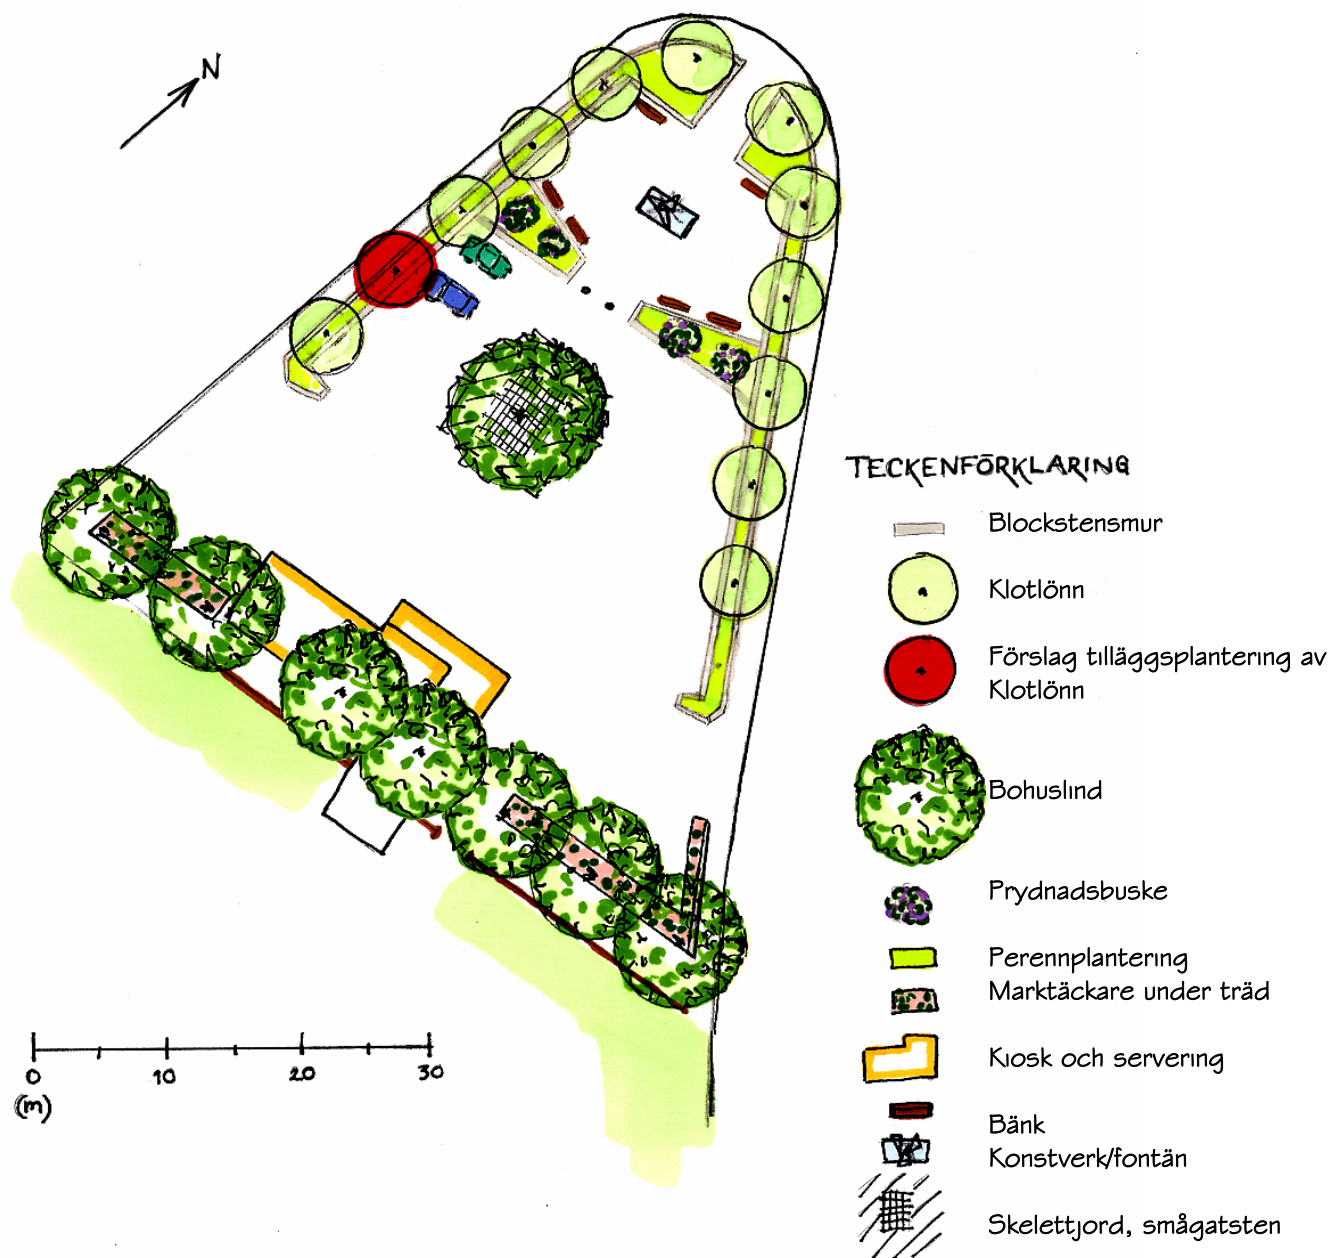 N
TECKENFÖRKLARING
Blockstensmur
Klotlönn
Förslag tilläggsplantering av
Klotlönn
Bohuslind
Prydnadsbuske
Perennplantering
Marktäckare under träd
Kiosk och servering
Bänk
Konstverk/fontän
Skelettjord, smågatsten
0 10 20 30
(m)